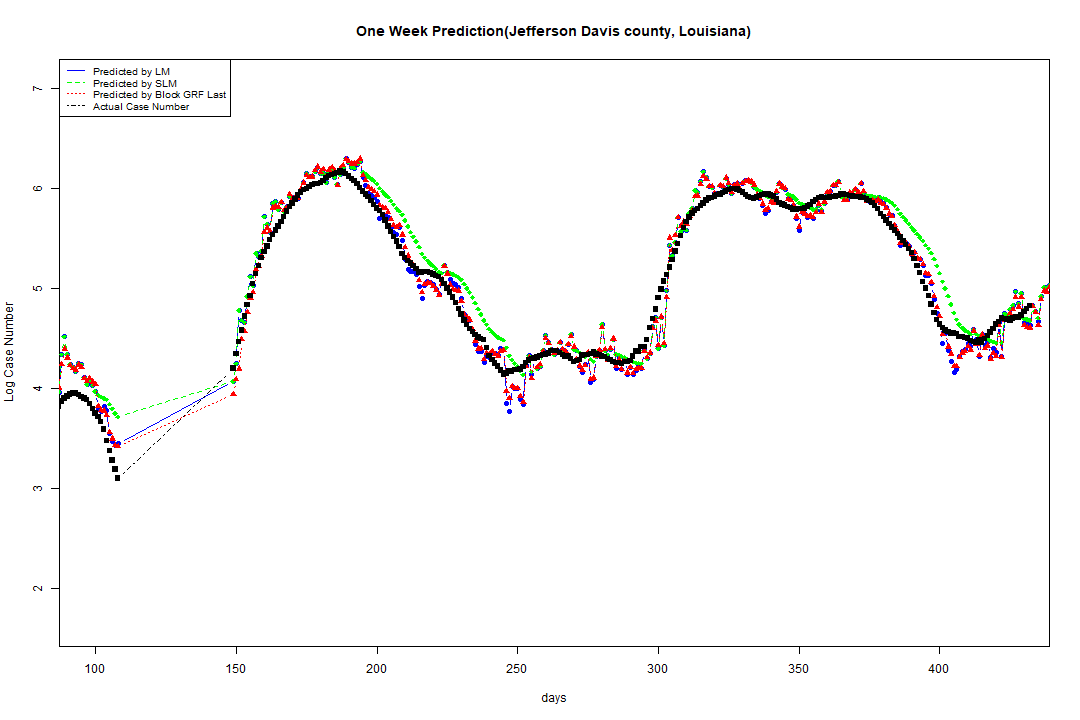 One Week Prediction(Jefferson Davis county, Louisiana)
Predicted by LM
Predicted by SLM
Predicted by Block GRF Last
Actual Case Number
Log Case Number
7
6
5
4
3
2
100 150 200 250 300 350 400
days